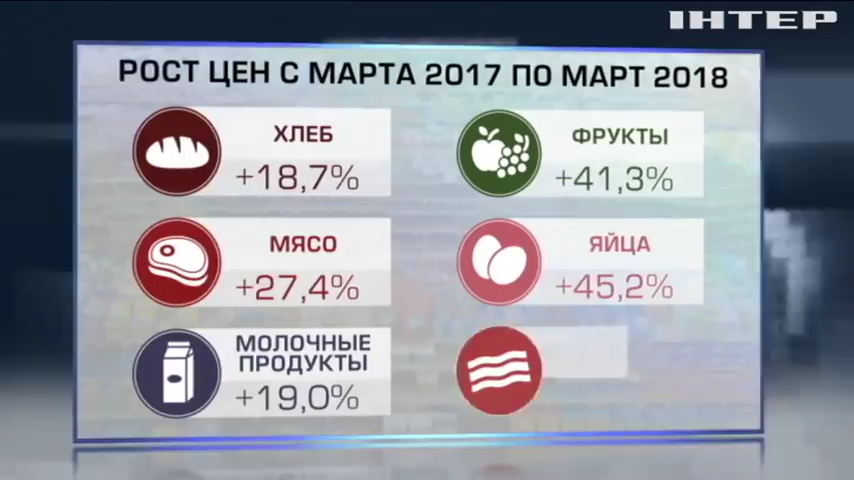 ІНТЕР
РОСТ ЦЕН С МАРТА 2017 ПО МАРТ 2018
ХЛЕБ
+18,7%
МЯСО
+27,4%
МОЛОЧНЫЕ
ПРОДУКТЫ
+19,0%
ФРУКТЫ
+41,3%
ЯЙЦА
+45,2%